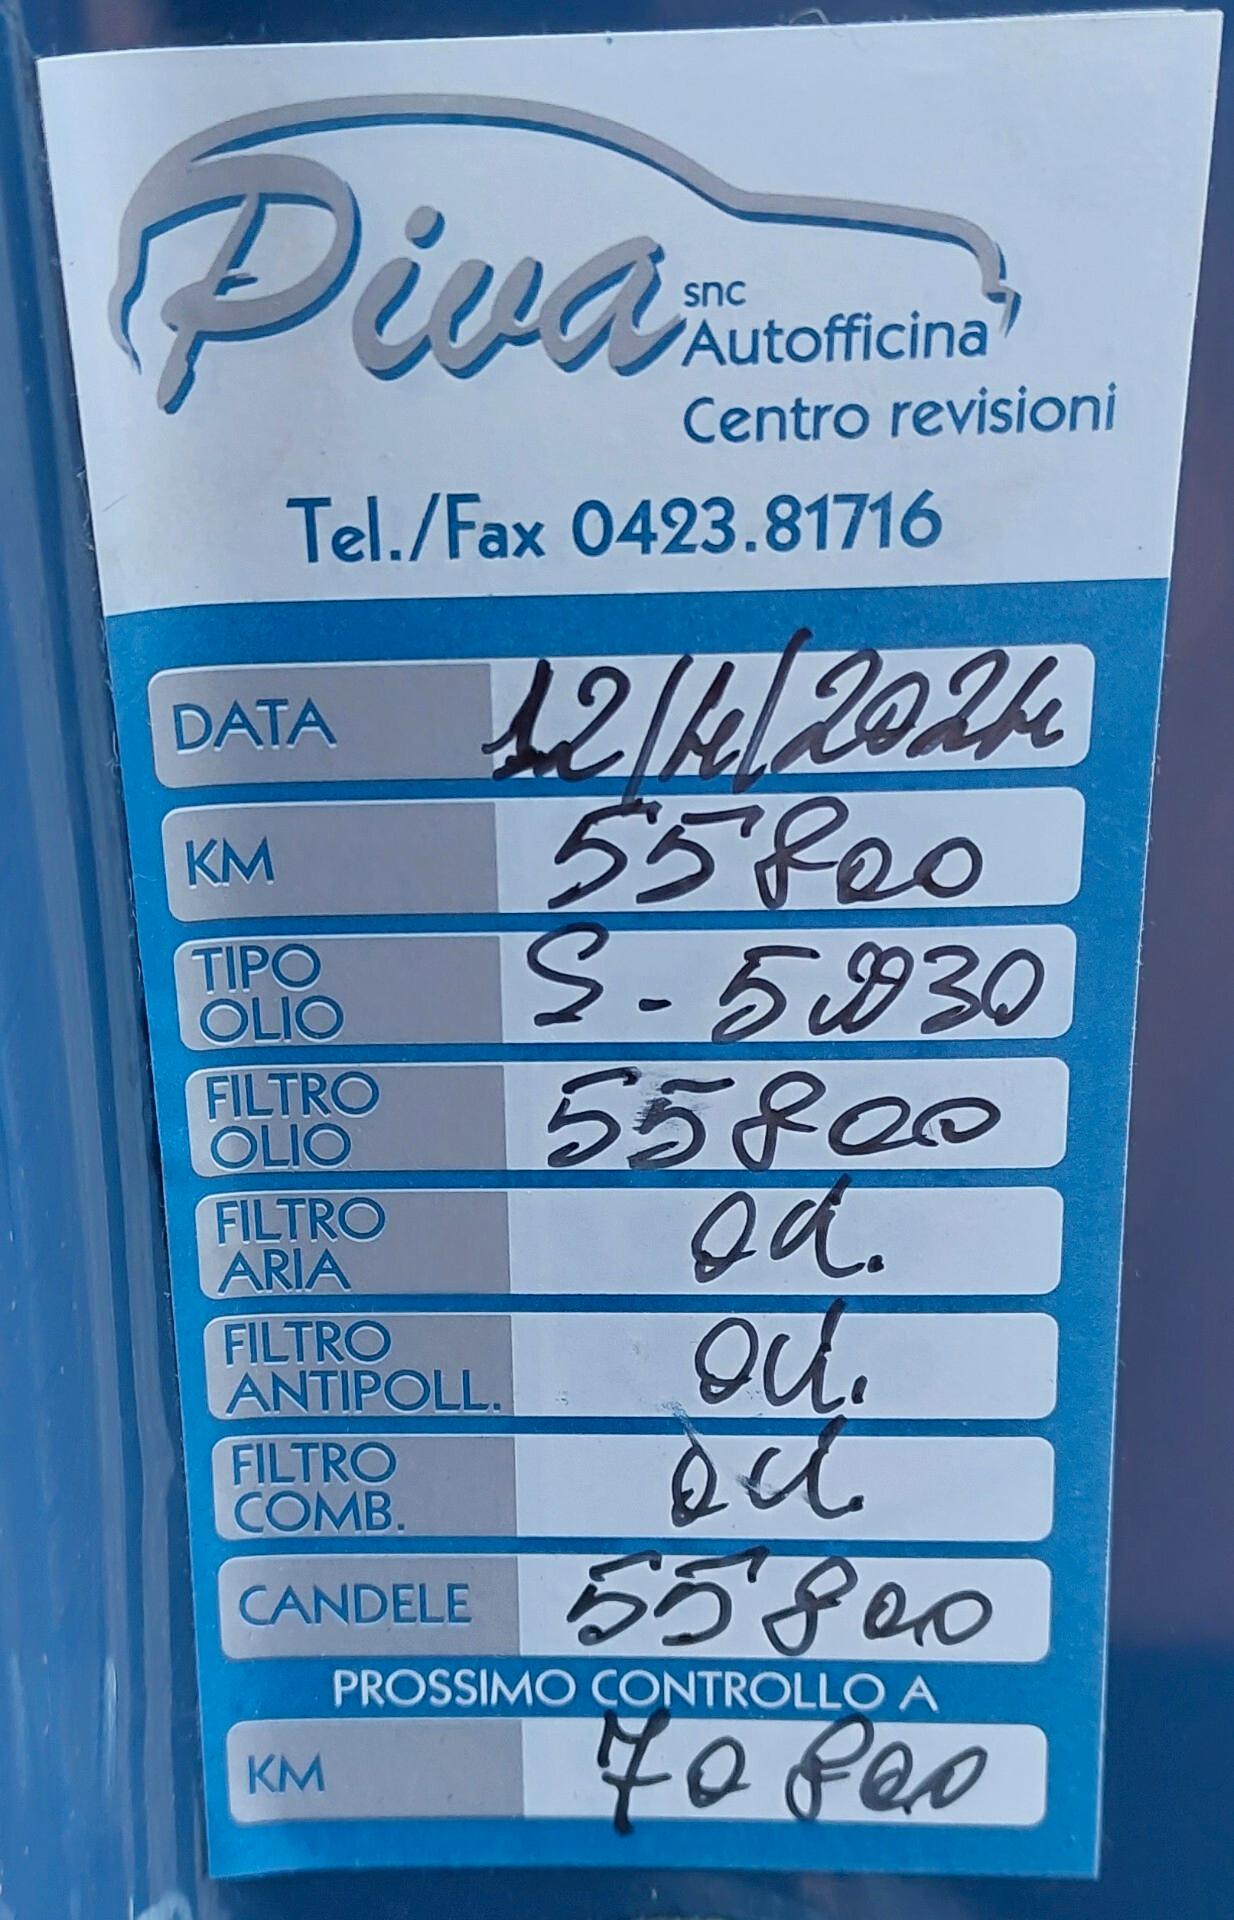 Piva snc
Autofficina
Centro revisioni
Tel./Fax 0423.81716
DATA 12/4/2024
KM 55800
TIPO OLIO S-5W30
FILTRO OLIO 55800
FILTRO ARIA
FILTRO ANTIPOLL.
FILTRO COMB.
CANDELE 55800
PROSSIMO CONTROLLO A
KM 70800